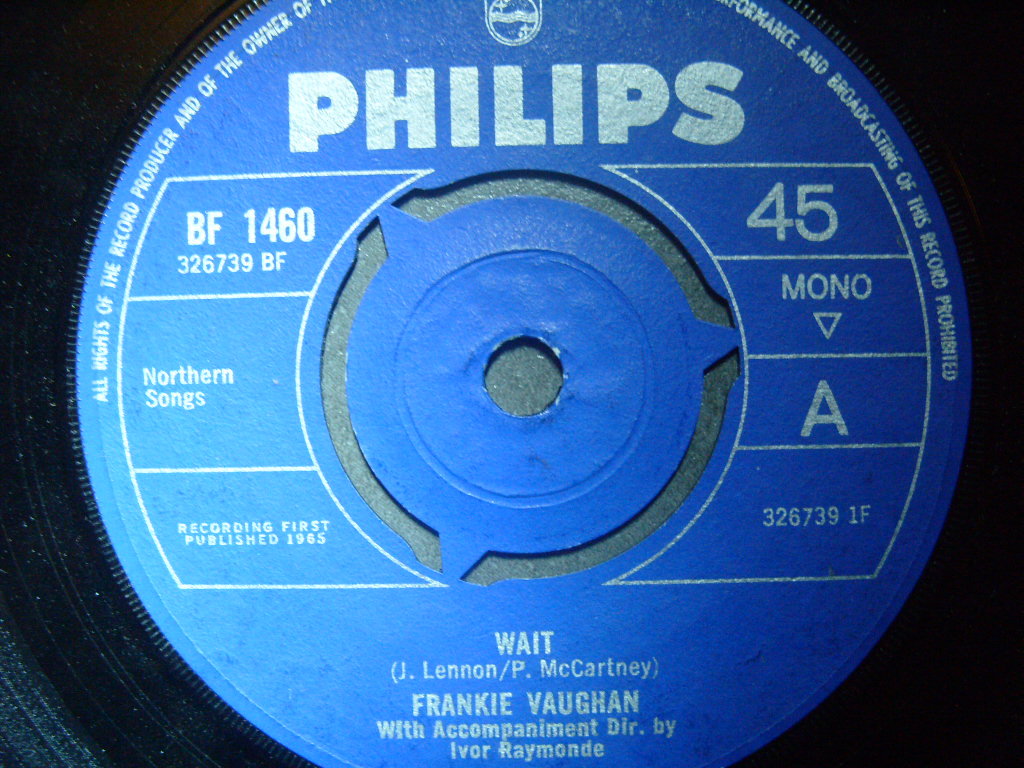 ALL RIGHTS OF THE RECORD PRODUCER AND OF THE OWNER OF
PERFORMANCE AND BROADCASTING OF THIS RECORD PROHIBITED
PHILIPS
BF 1460
326739 BF
Northern
Songs
RECORDING FIRST
PUBLISHED 1965
45
MONO
A
326739 1F
WAIT
(J. Lennon/P. McCartney)
FRANKIE VAUGHAN
With Accompaniment Dir. by
Ivor Raymonde